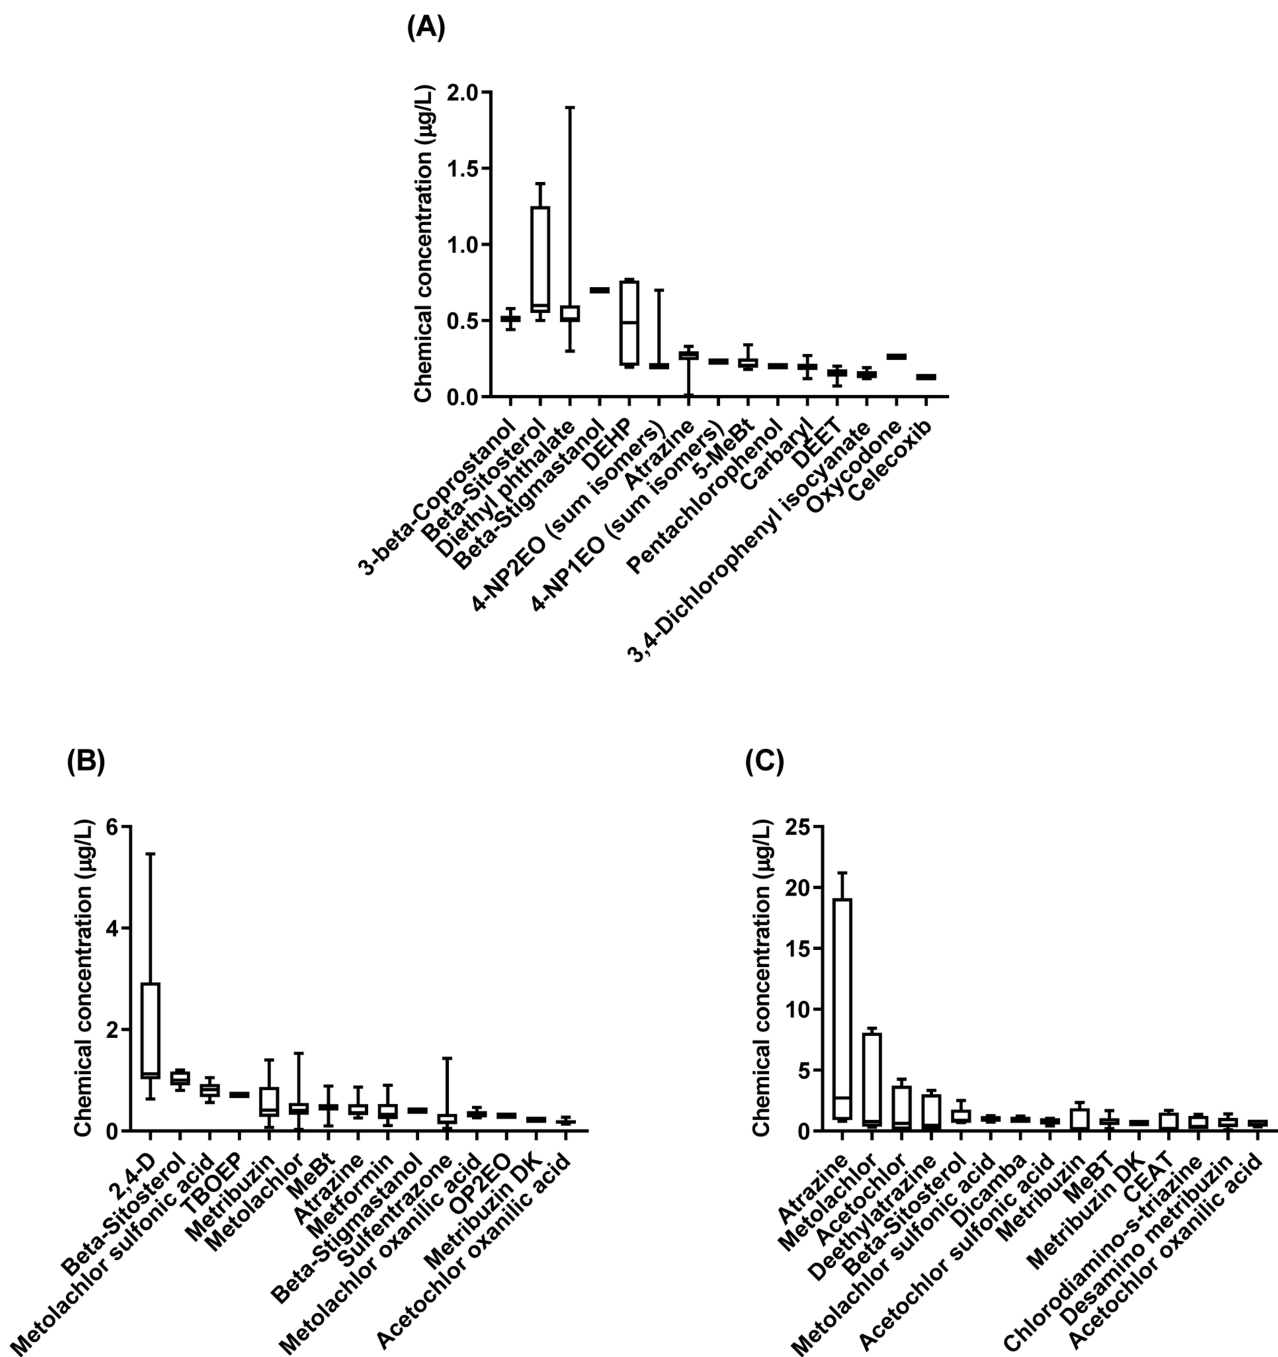 (A)
Chemical concentration (µg/L)
2.0
1.5
1.0
0.5
0.0
3-beta-Coprostanol
Beta-Sitosterol
Diethyl phthalate
Beta-Stigmastanol
DEHP
4-NP2EO (sum isomers)
Atrazine
4-NP1EO (sum isomers)
5-MeBt
Pentachlorophenol
Carbaryl
DEET
3,4-Dichlorophenyl isocyanate
Oxycodone
Celecoxib
(B)
Chemical concentration (µg/L)
6
4
2
0
2,4-D
Beta-Sitosterol
Metolachlor sulfonic acid
TBOEP
Metribuzin
Metolachlor
MeBt
Atrazine
Metformin
Beta-Stigmastanol
Sulfentrazone
Metolachlor oxanilic acid
OP2EO
Metribuzin DK
Acetochlor oxanilic acid
(C)
Chemical concentration (µg/L)
25
20
15
10
5
0
Atrazine
Metolachlor
Acetochlor
Deethylatrazine
Beta-Sitosterol
Metolachlor sulfonic acid
Dicamba
Acetochlor sulfonic acid
Metribuzin
MeBT
Metribuzin DK
CEAT
Chlorodiamino-s-triazine
Desamino metribuzin
Acetochlor oxanilic acid